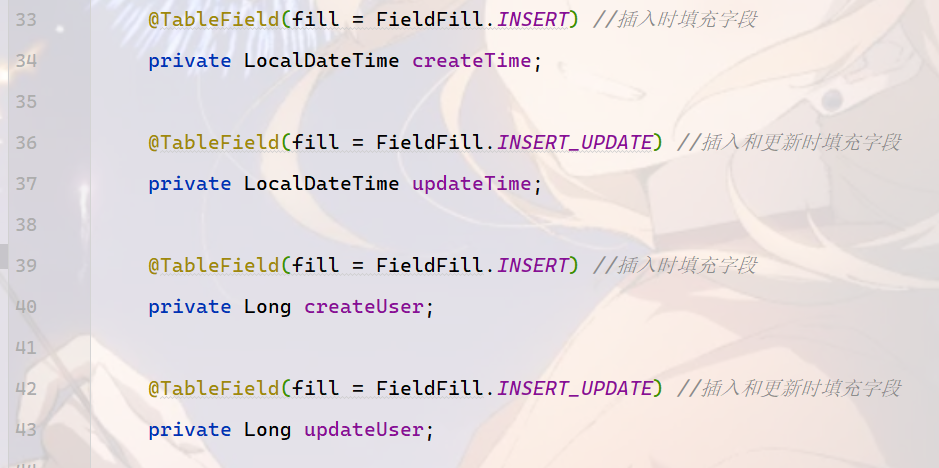 33 @TableField(fill = FieldFill.INSERT) //插入时填充字段
34 private LocalDateTime createTime;
35
36 @TableField(fill = FieldFill.INSERT_UPDATE) //插入和更新时填充字段
37 private LocalDateTime updateTime;
38
39 @TableField(fill = FieldFill.INSERT) //插入时填充字段
40 private Long createUser;
41
42 @TableField(fill = FieldFill.INSERT_UPDATE) //插入和更新时填充字段
43 private Long updateUser;